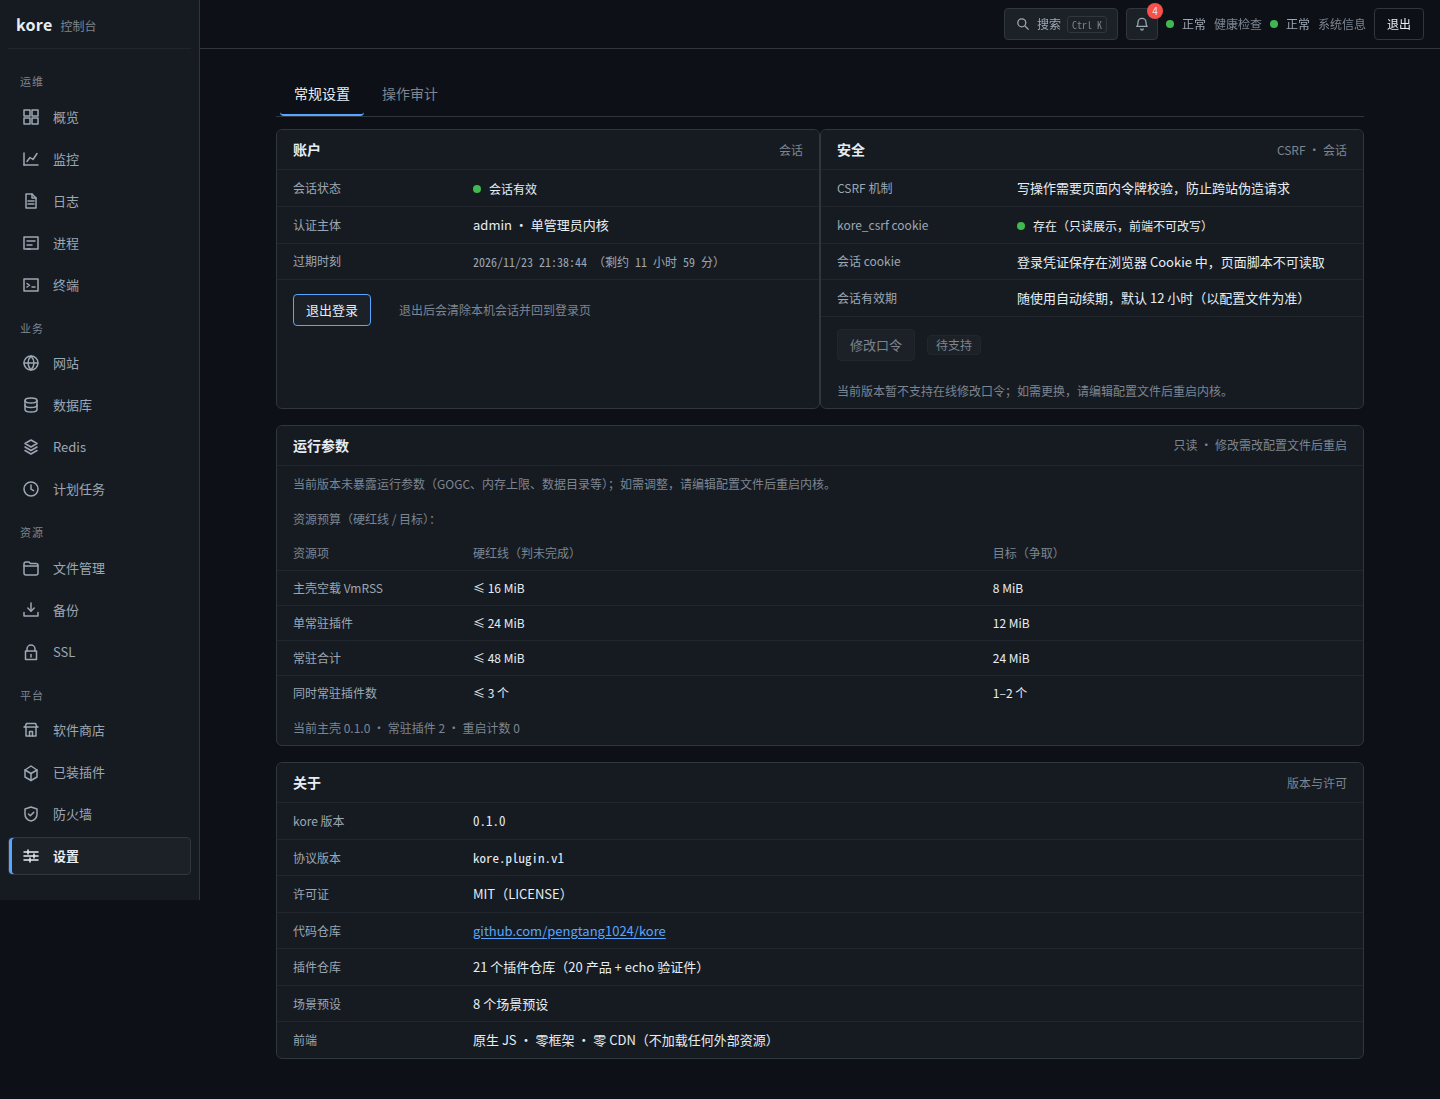 kore 控制台
搜索 Ctrl K
4
正常 健康检查
正常 系统信息
退出
运维
概览
监控
日志
进程
终端
业务
网站
数据库
Redis
计划任务
资源
文件管理
备份
SSL
平台
软件商店
已装插件
防火墙
设置
常规设置 操作审计
账户 会话
会话状态 会话有效
认证主体 admin · 单管理员内核
过期时刻 2026/11/23 21:38:44 （剩约 11 小时 59 分）
退出登录 退出后会清除本机会话并回到登录页
安全 CSRF · 会话
CSRF 机制 写操作需要页面内令牌校验，防止跨站伪造请求
kore_csrf cookie 存在（只读展示，前端不可改写）
会话 cookie 登录凭证保存在浏览器 Cookie 中，页面脚本不可读取
会话有效期 随使用自动续期，默认 12 小时（以配置文件为准）
修改口令 待支持
当前版本暂不支持在线修改口令；如需更换，请编辑配置文件后重启内核。
运行参数 只读 · 修改需改配置文件后重启
当前版本未暴露运行参数（GOGC、内存上限、数据目录等）；如需调整，请编辑配置文件后重启内核。
资源预算（硬红线 / 目标）：
资源项 硬红线（判未完成） 目标（争取）
主壳空载 VmRSS ≤ 16 MiB 8 MiB
单常驻插件 ≤ 24 MiB 12 MiB
常驻合计 ≤ 48 MiB 24 MiB
同时常驻插件数 ≤ 3 个 1–2 个
当前主壳 0.1.0 · 常驻插件 2 · 重启计数 0
关于 版本与许可
kore 版本 0.1.0
协议版本 kore.plugin.v1
许可证 MIT（LICENSE）
代码仓库 github.com/pengtang1024/kore
插件仓库 21 个插件仓库（20 产品 + echo 验证件）
场景预设 8 个场景预设
前端 原生 JS · 零框架 · 零 CDN（不加载任何外部资源）